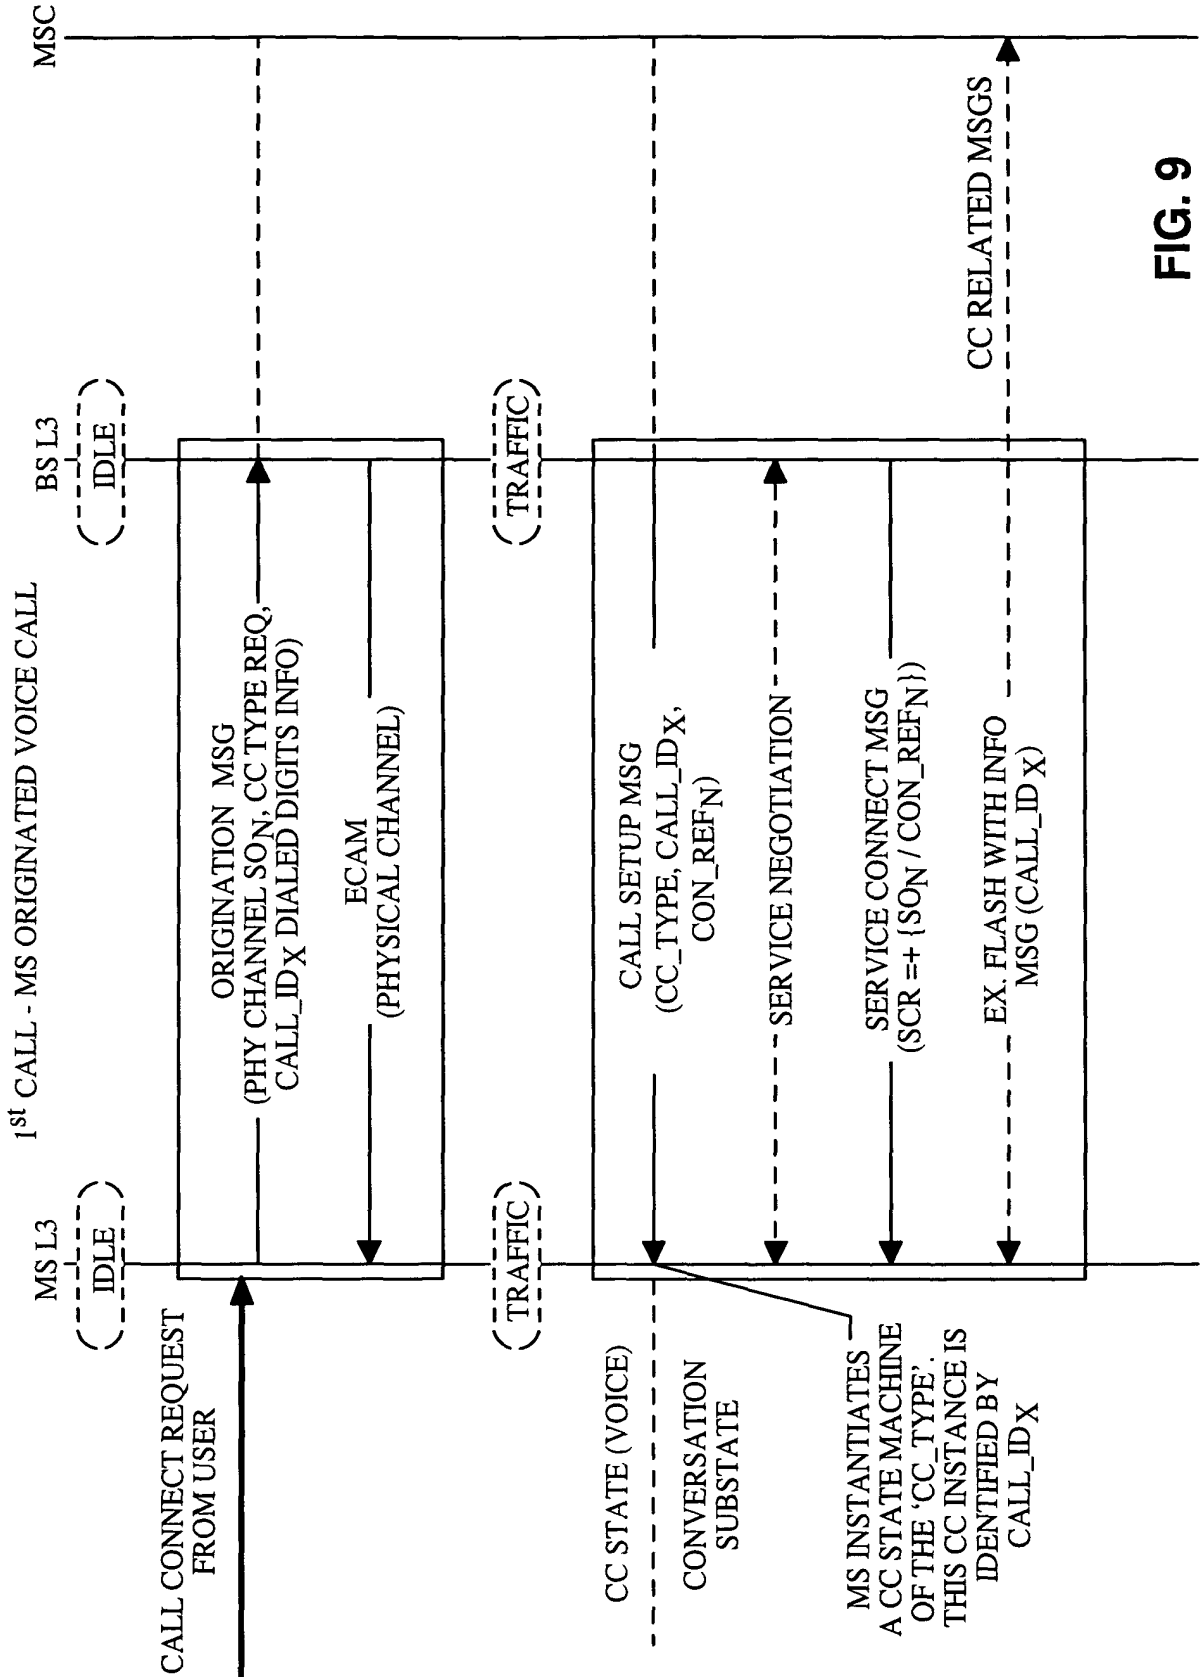 1st CALL - MS ORIGINATED VOICE CALL
MS L3
BS L3
MSC
IDLE
IDLE
CALL CONNECT REQUEST
FROM USER
ORIGINATION MSG
(PHY CHANNEL SON, CC TYPE REQ,
CALL_IDX DIALED DIGITS INFO)
ECAM
(PHYSICAL CHANNEL)
TRAFFIC
TRAFFIC
CC STATE (VOICE)
CONVERSATION
SUBSTATE
CALL SETUP MSG
(CC_TYPE, CALL_IDX,
CON_REFN)
SERVICE NEGOTIATION
MS INSTANTIATES
A CC STATE MACHINE
OF THE 'CC_TYPE'.
THIS CC INSTANCE IS
IDENTIFIED BY
CALL_IDX
SERVICE CONNECT MSG
(SCR =+ {SON / CON_REFN})
EX. FLASH WITH INFO
MSG (CALL_ID X)
CC RELATED MSGS
FIG. 9